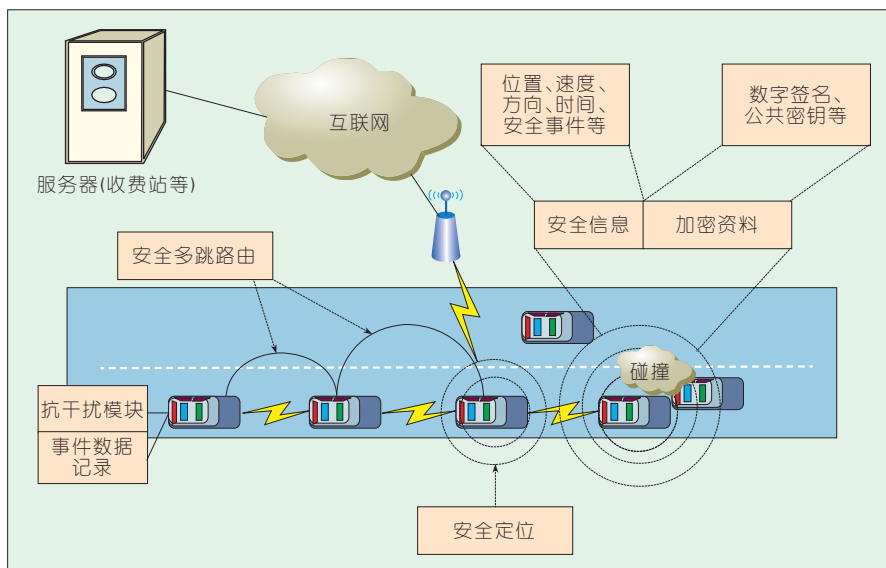 位置、速度、
方向、时间、
安全事件等
数字签名、
公共密钥等
互联网
服务器(收费站等)
安全信息
加密资料
安全多跳路由
碰撞
抗干扰模块
事件数据
记录
安全定位